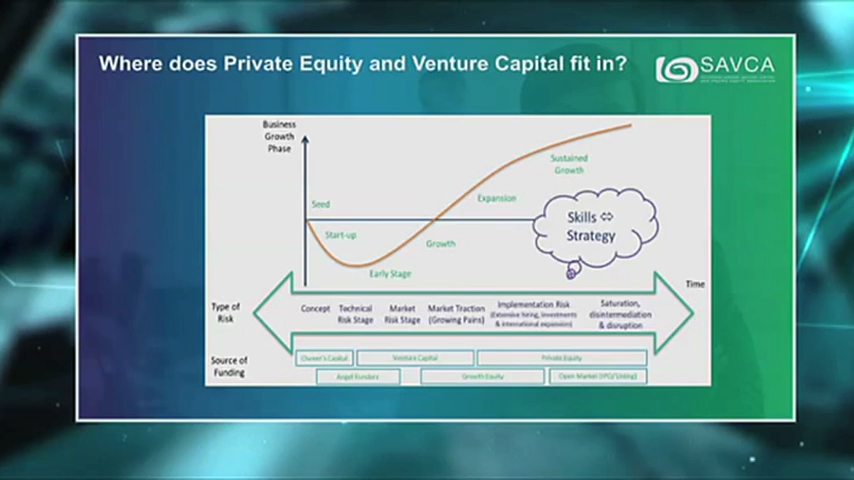 Where does Private Equity and Venture Capital fit in?
SAVCA
Business
Growth
Phase
Seed
Start-up
Early Stage
Growth
Expansion
Sustained
Growth
Skills ⇔
Strategy
Time
Type of
Risk
Concept
Technical
Risk Stage
Market
Risk Stage
Market Traction
(Growing Pains)
Implementation Risk
(Extensive hiring, investments
& international expansion)
Saturation,
disintermediation
& disruption
Source of
Funding
Owner's Capital
Venture Capital
Private Equity
Angel Funders
Growth Equity
Open Market (IPO/Listing)